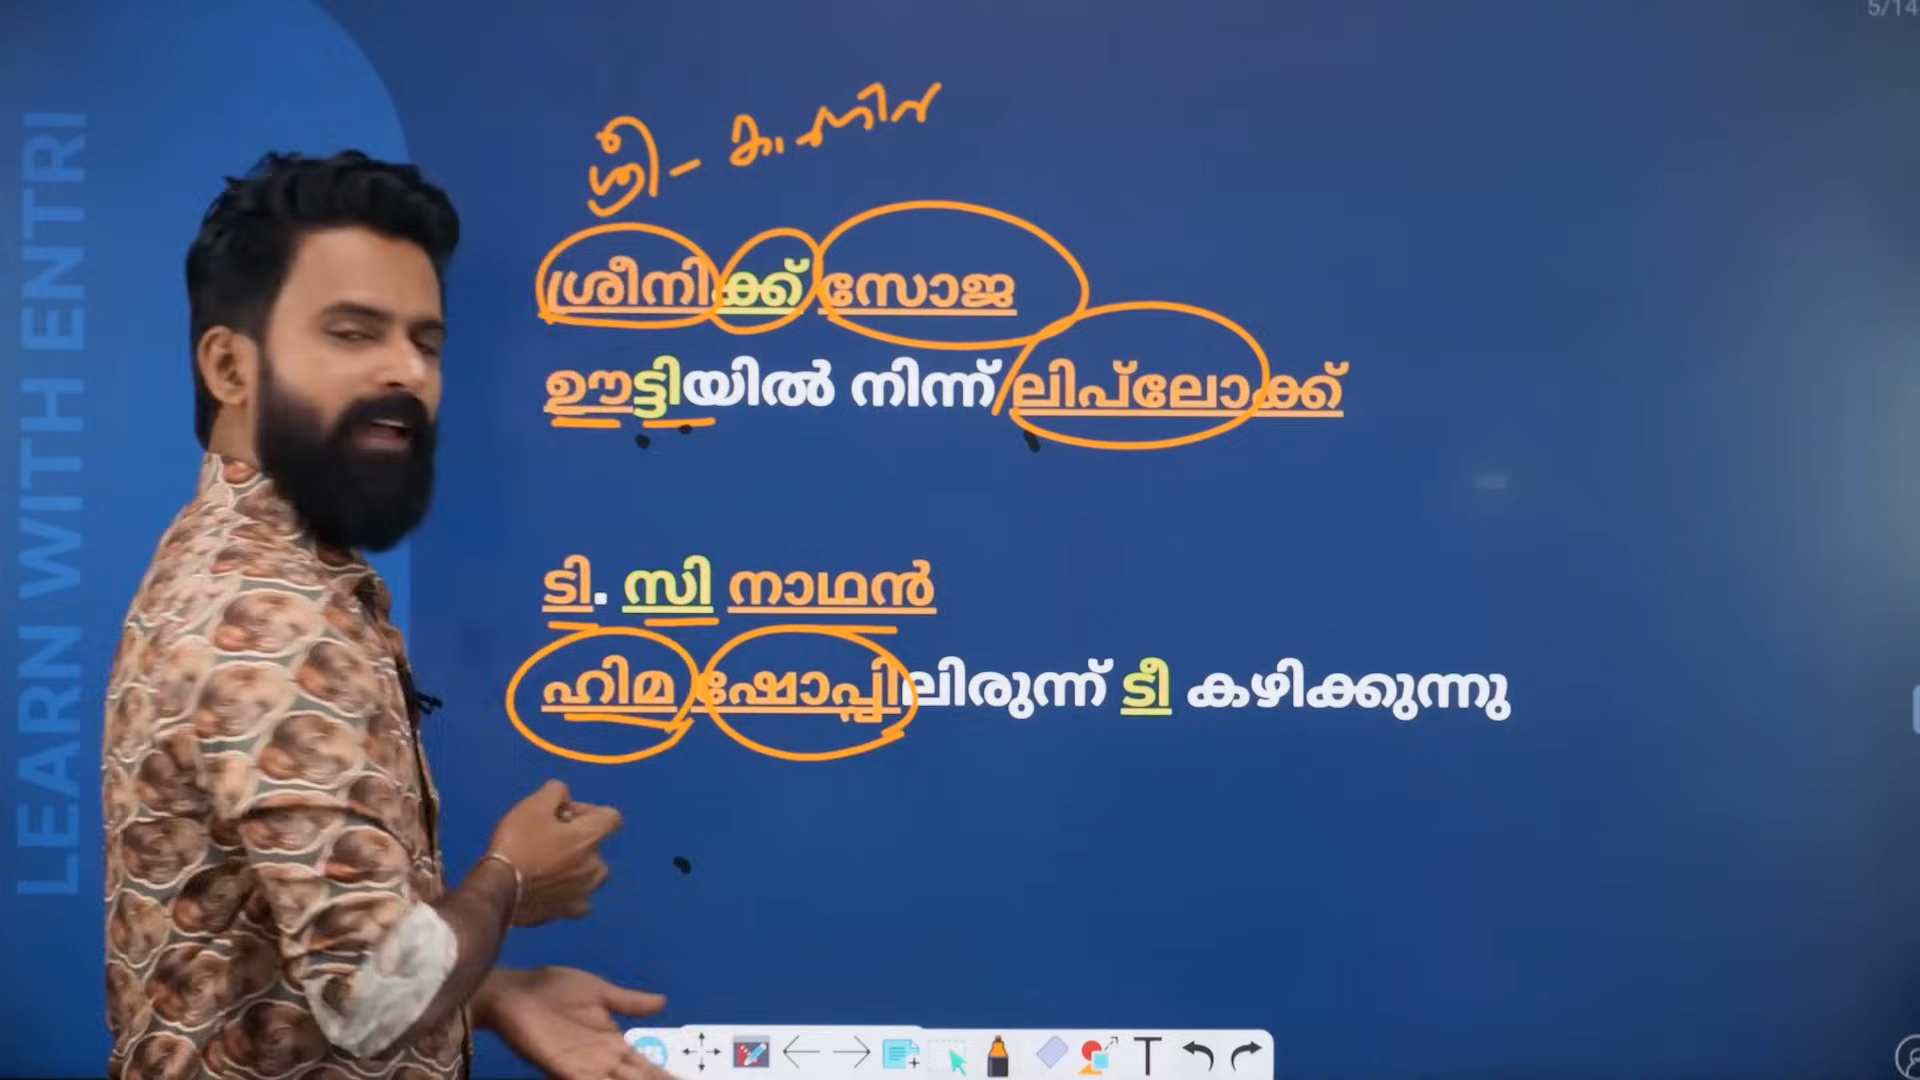 5/14
LEARN WITH ENTRI
ശ്രീ -
ശ്രീനിക്ക് സോജ
ഊട്ടിയിൽ നിന്ന് ലിപ്ലോക്ക്
ടി. സി നാഥൻ
ഹിമ ഷോപ്പിലിരുന്ന് ടീ കഴിക്കുന്നു
T